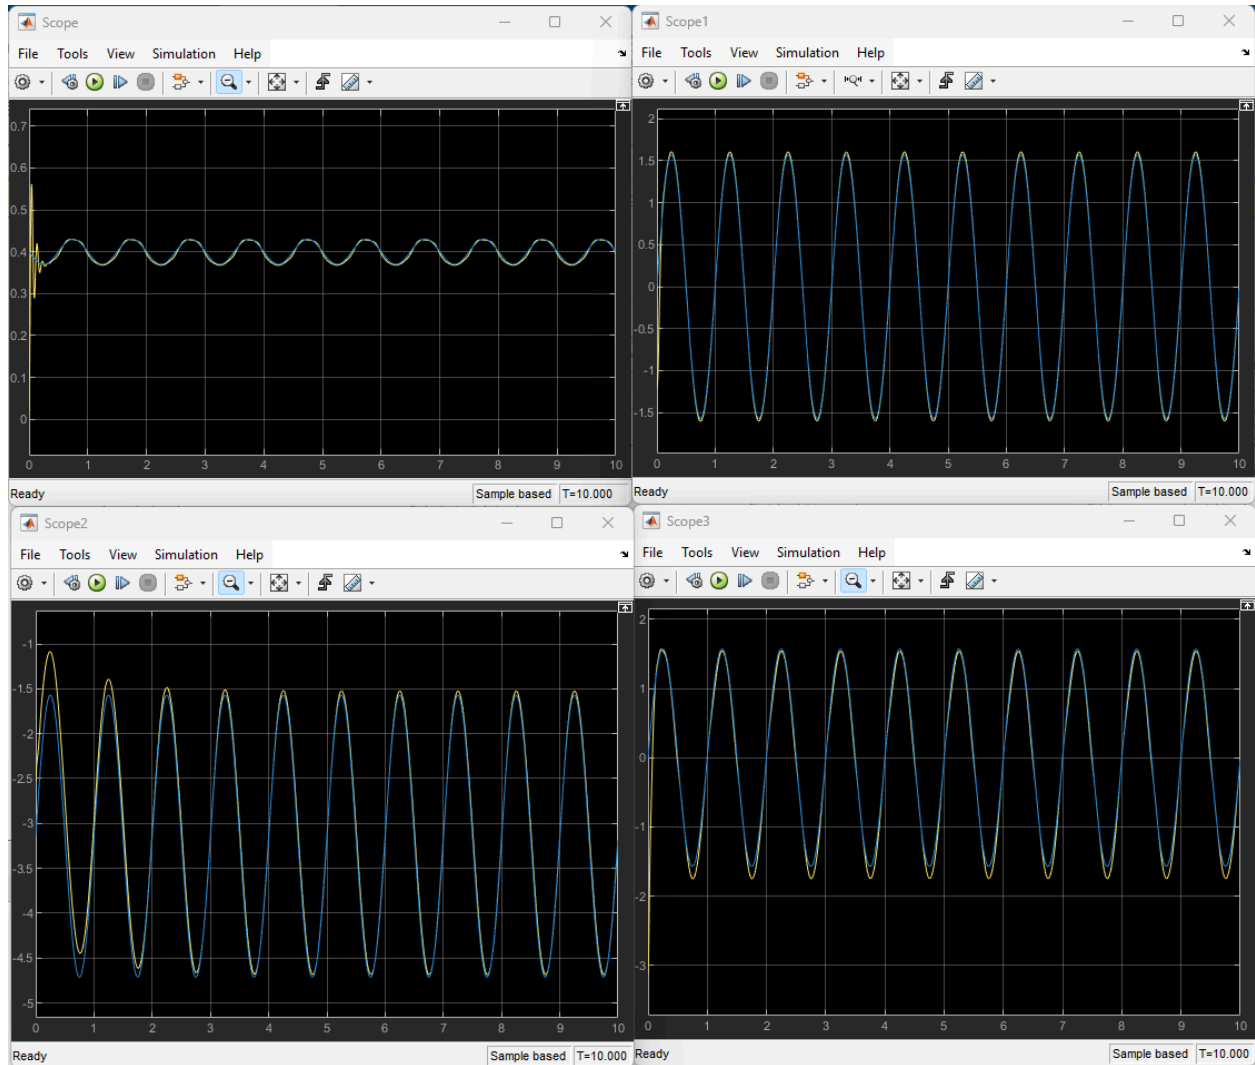 Scope
File Tools View Simulation Help
0.7
0.6
0.5
0.4
0.3
0.2
0.1
0
0 1 2 3 4 5 6 7 8 9 10
Ready Sample based T=10.000
Scope1
File Tools View Simulation Help
2
1.5
1
0.5
0
-0.5
-1
-1.5
0 1 2 3 4 5 6 7 8 9 10
Ready Sample based T=10.000
Scope2
File Tools View Simulation Help
-1
-1.5
-2
-2.5
-3
-3.5
-4
-4.5
-5
0 1 2 3 4 5 6 7 8 9 10
Ready Sample based T=10.000
Scope3
File Tools View Simulation Help
2
1
0
-1
-2
-3
0 1 2 3 4 5 6 7 8 9 10
Ready Sample based T=10.000